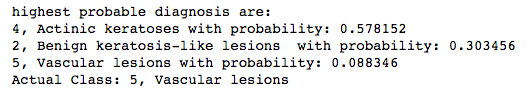 highest probable diagnosis are:
4, Actinic keratoses with probability: 0.578152
2, Benign keratosis-like lesions  with probability: 0.303456
5, Vascular lesions with probability: 0.088346
Actual Class: 5, Vascular lesions